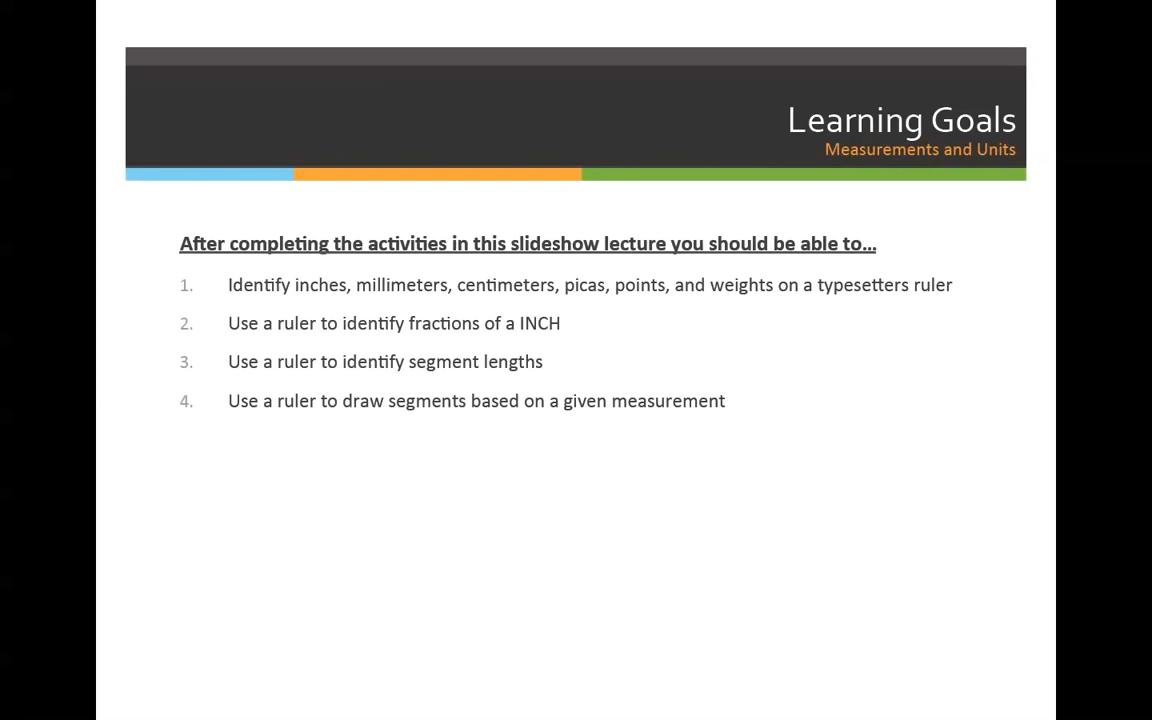 Learning Goals
Measurements and Units
After completing the activities in this slideshow lecture you should be able to...
1. Identify inches, millimeters, centimeters, picas, points, and weights on a typesetters ruler
2. Use a ruler to identify fractions of a INCH
3. Use a ruler to identify segment lengths
4. Use a ruler to draw segments based on a given measurement